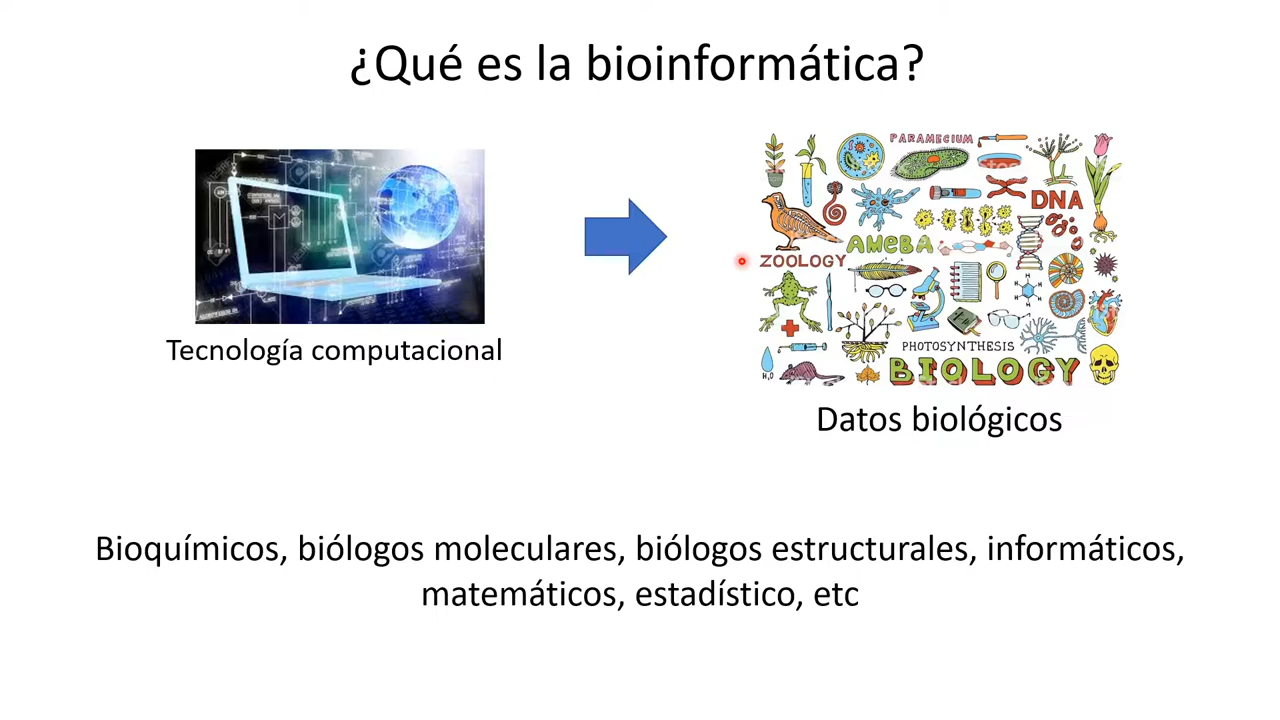 ¿Qué es la bioinformática?
PARAMECIUM
DNA
AMEBA
ZOOLOGY
PHOTOSYNTHESIS
H₂O
BIOLOGY
Tecnología computacional
Datos biológicos
Bioquímicos, biólogos moleculares, biólogos estructurales, informáticos,
matemáticos, estadístico, etc